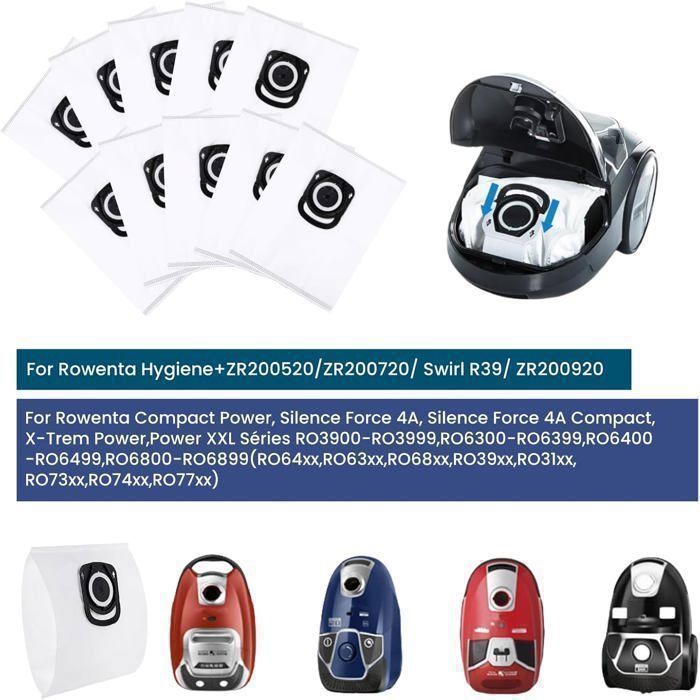 For Rowenta Hygiene+ZR200520/ZR200720/ Swirl R39/ ZR200920
For Rowenta Compact Power, Silence Force 4A, Silence Force 4A Compact,
X-Trem Power,Power XXL Séries RO3900-RO3999,RO6300-RO6399,RO6400
-RO6499,RO6800-RO6899(RO64xx,RO63xx,RO68xx,RO39xx,RO31xx,
RO73xx,RO74xx,RO77xx)